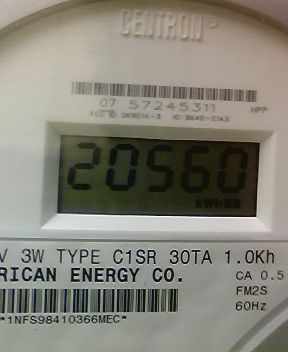 CENTRON®
07 57245311 HPP
20560
kWh
V 3W TYPE C1SR 30TA 1.0Kh
RICAN ENERGY CO. CA 0.5
FM2S
*1NFS98410366MEC* 60Hz